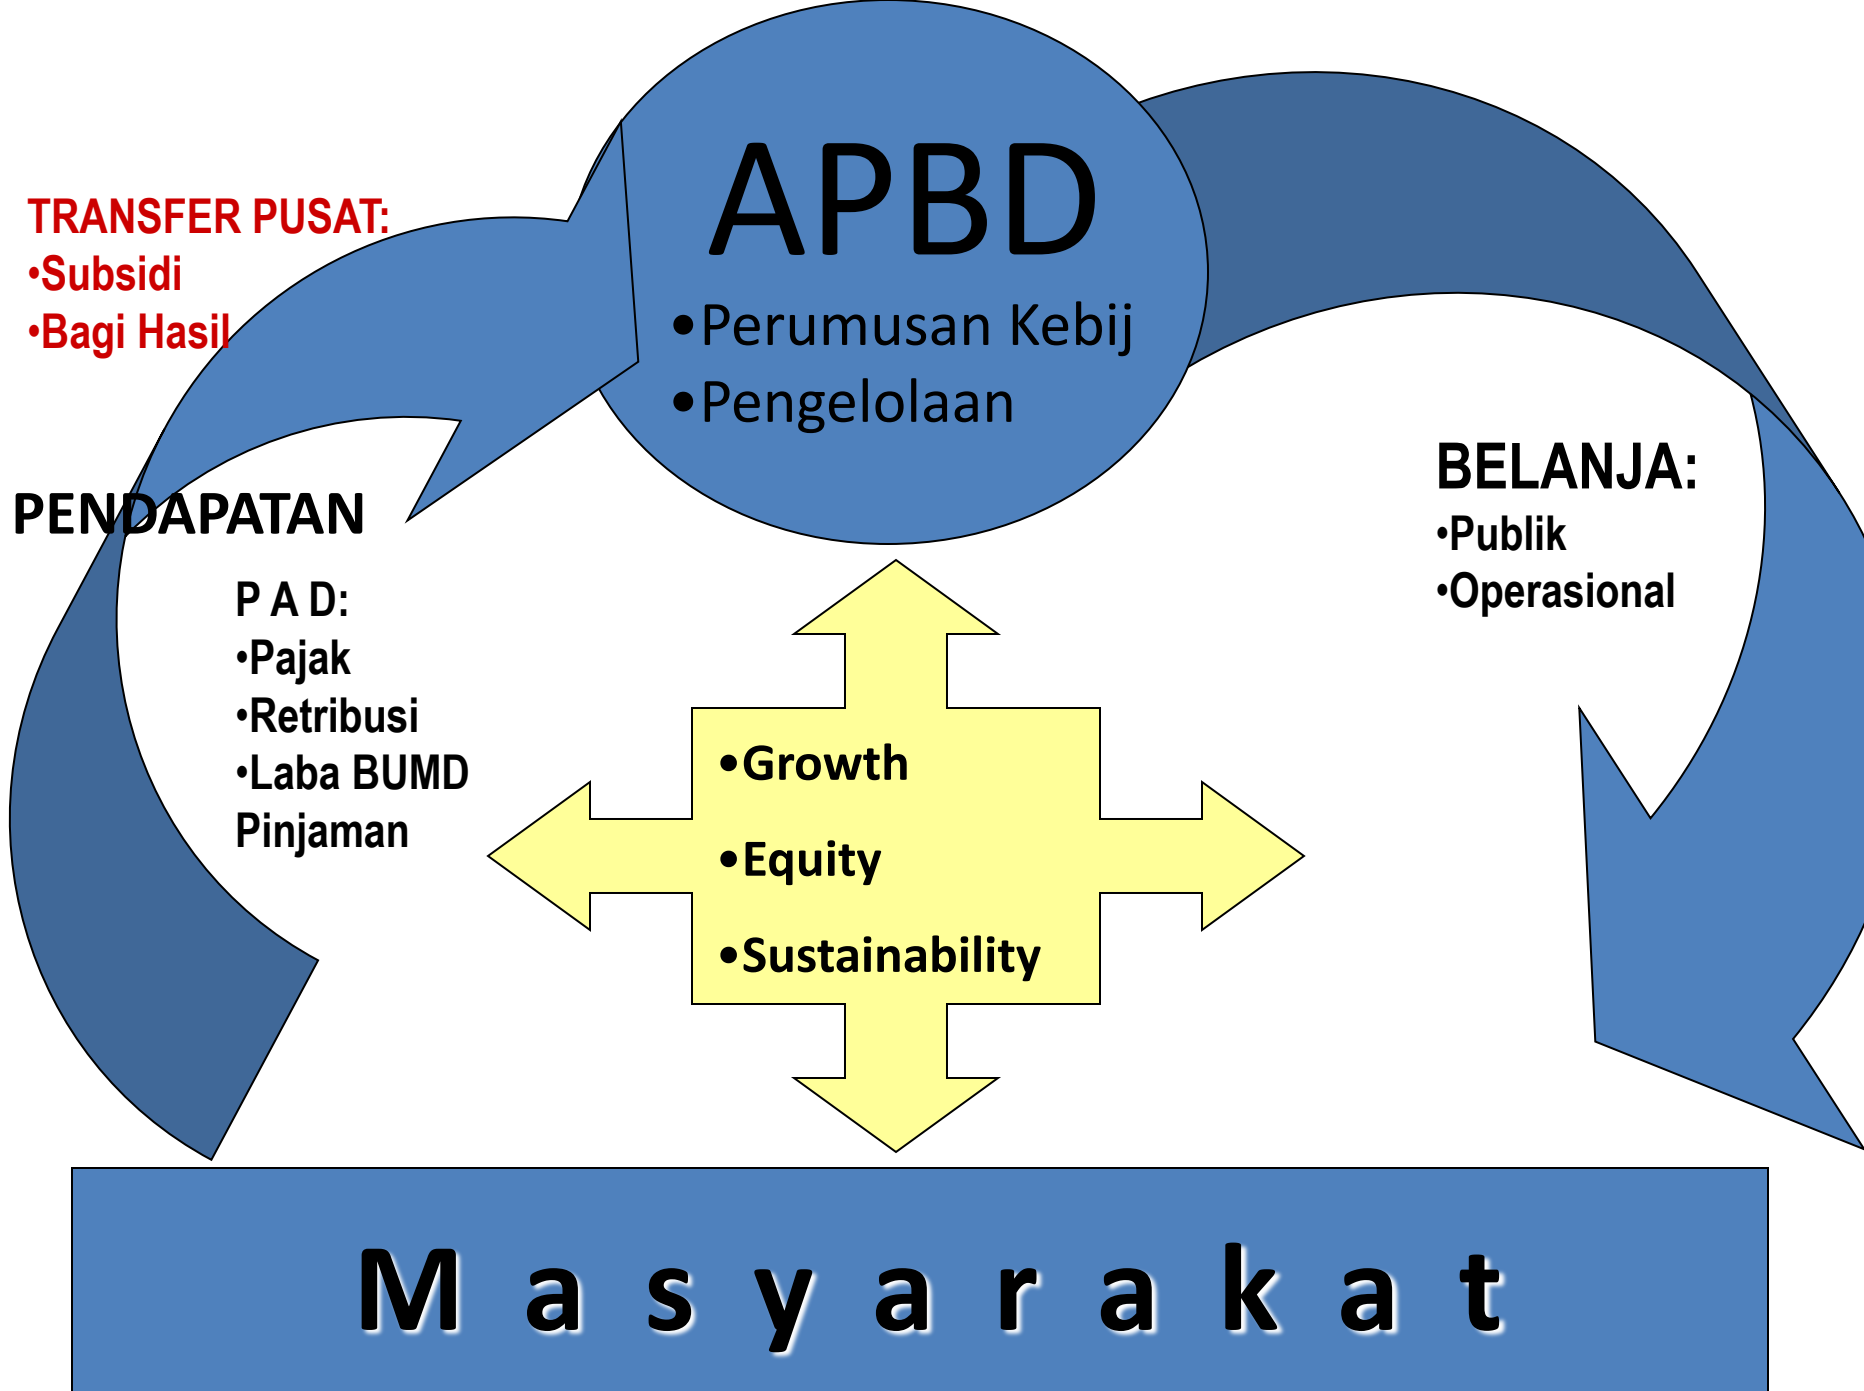 APBD
•Perumusan Kebij
•Pengelolaan
TRANSFER PUSAT:
•Subsidi
•Bagi Hasil
PENDAPATAN
P A D:
•Pajak
•Retribusi
•Laba BUMD
Pinjaman
BELANJA:
•Publik
•Operasional
•Growth
•Equity
•Sustainability
M a s y a r a k a t